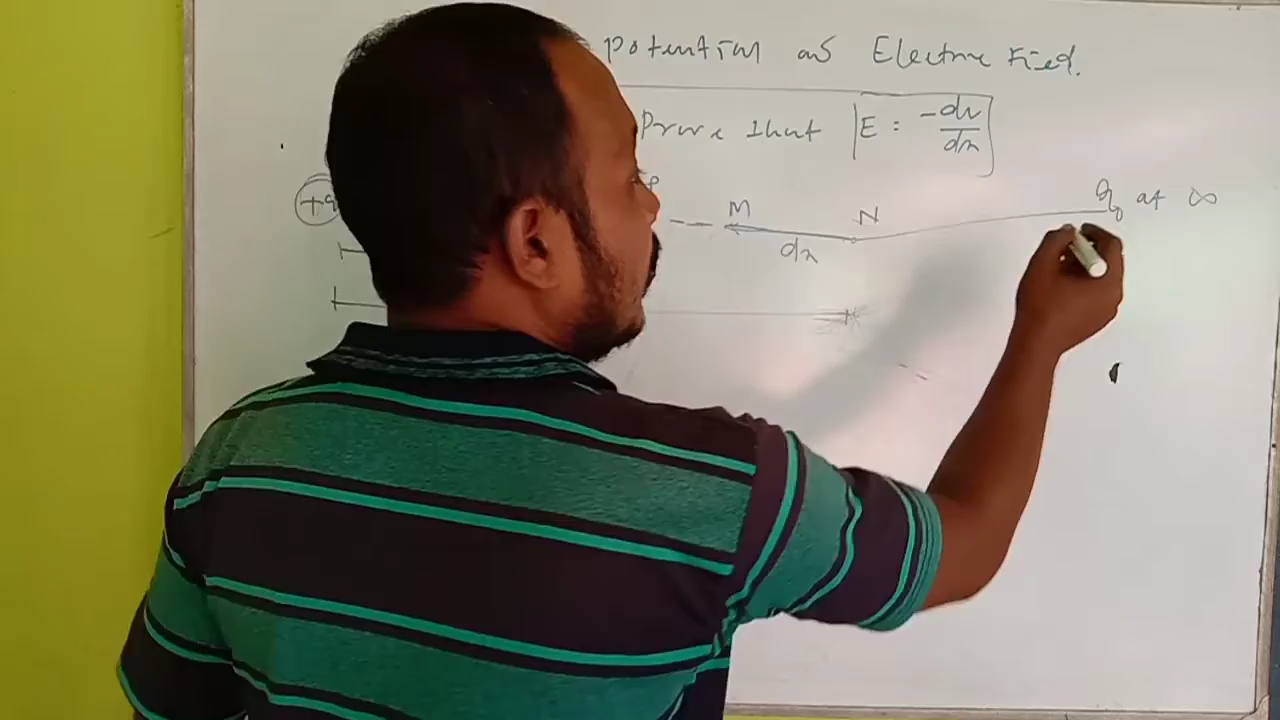 potential as Electric Field.
Prove that E = -dv/dx
+q P M N q₀ at ∞
dx